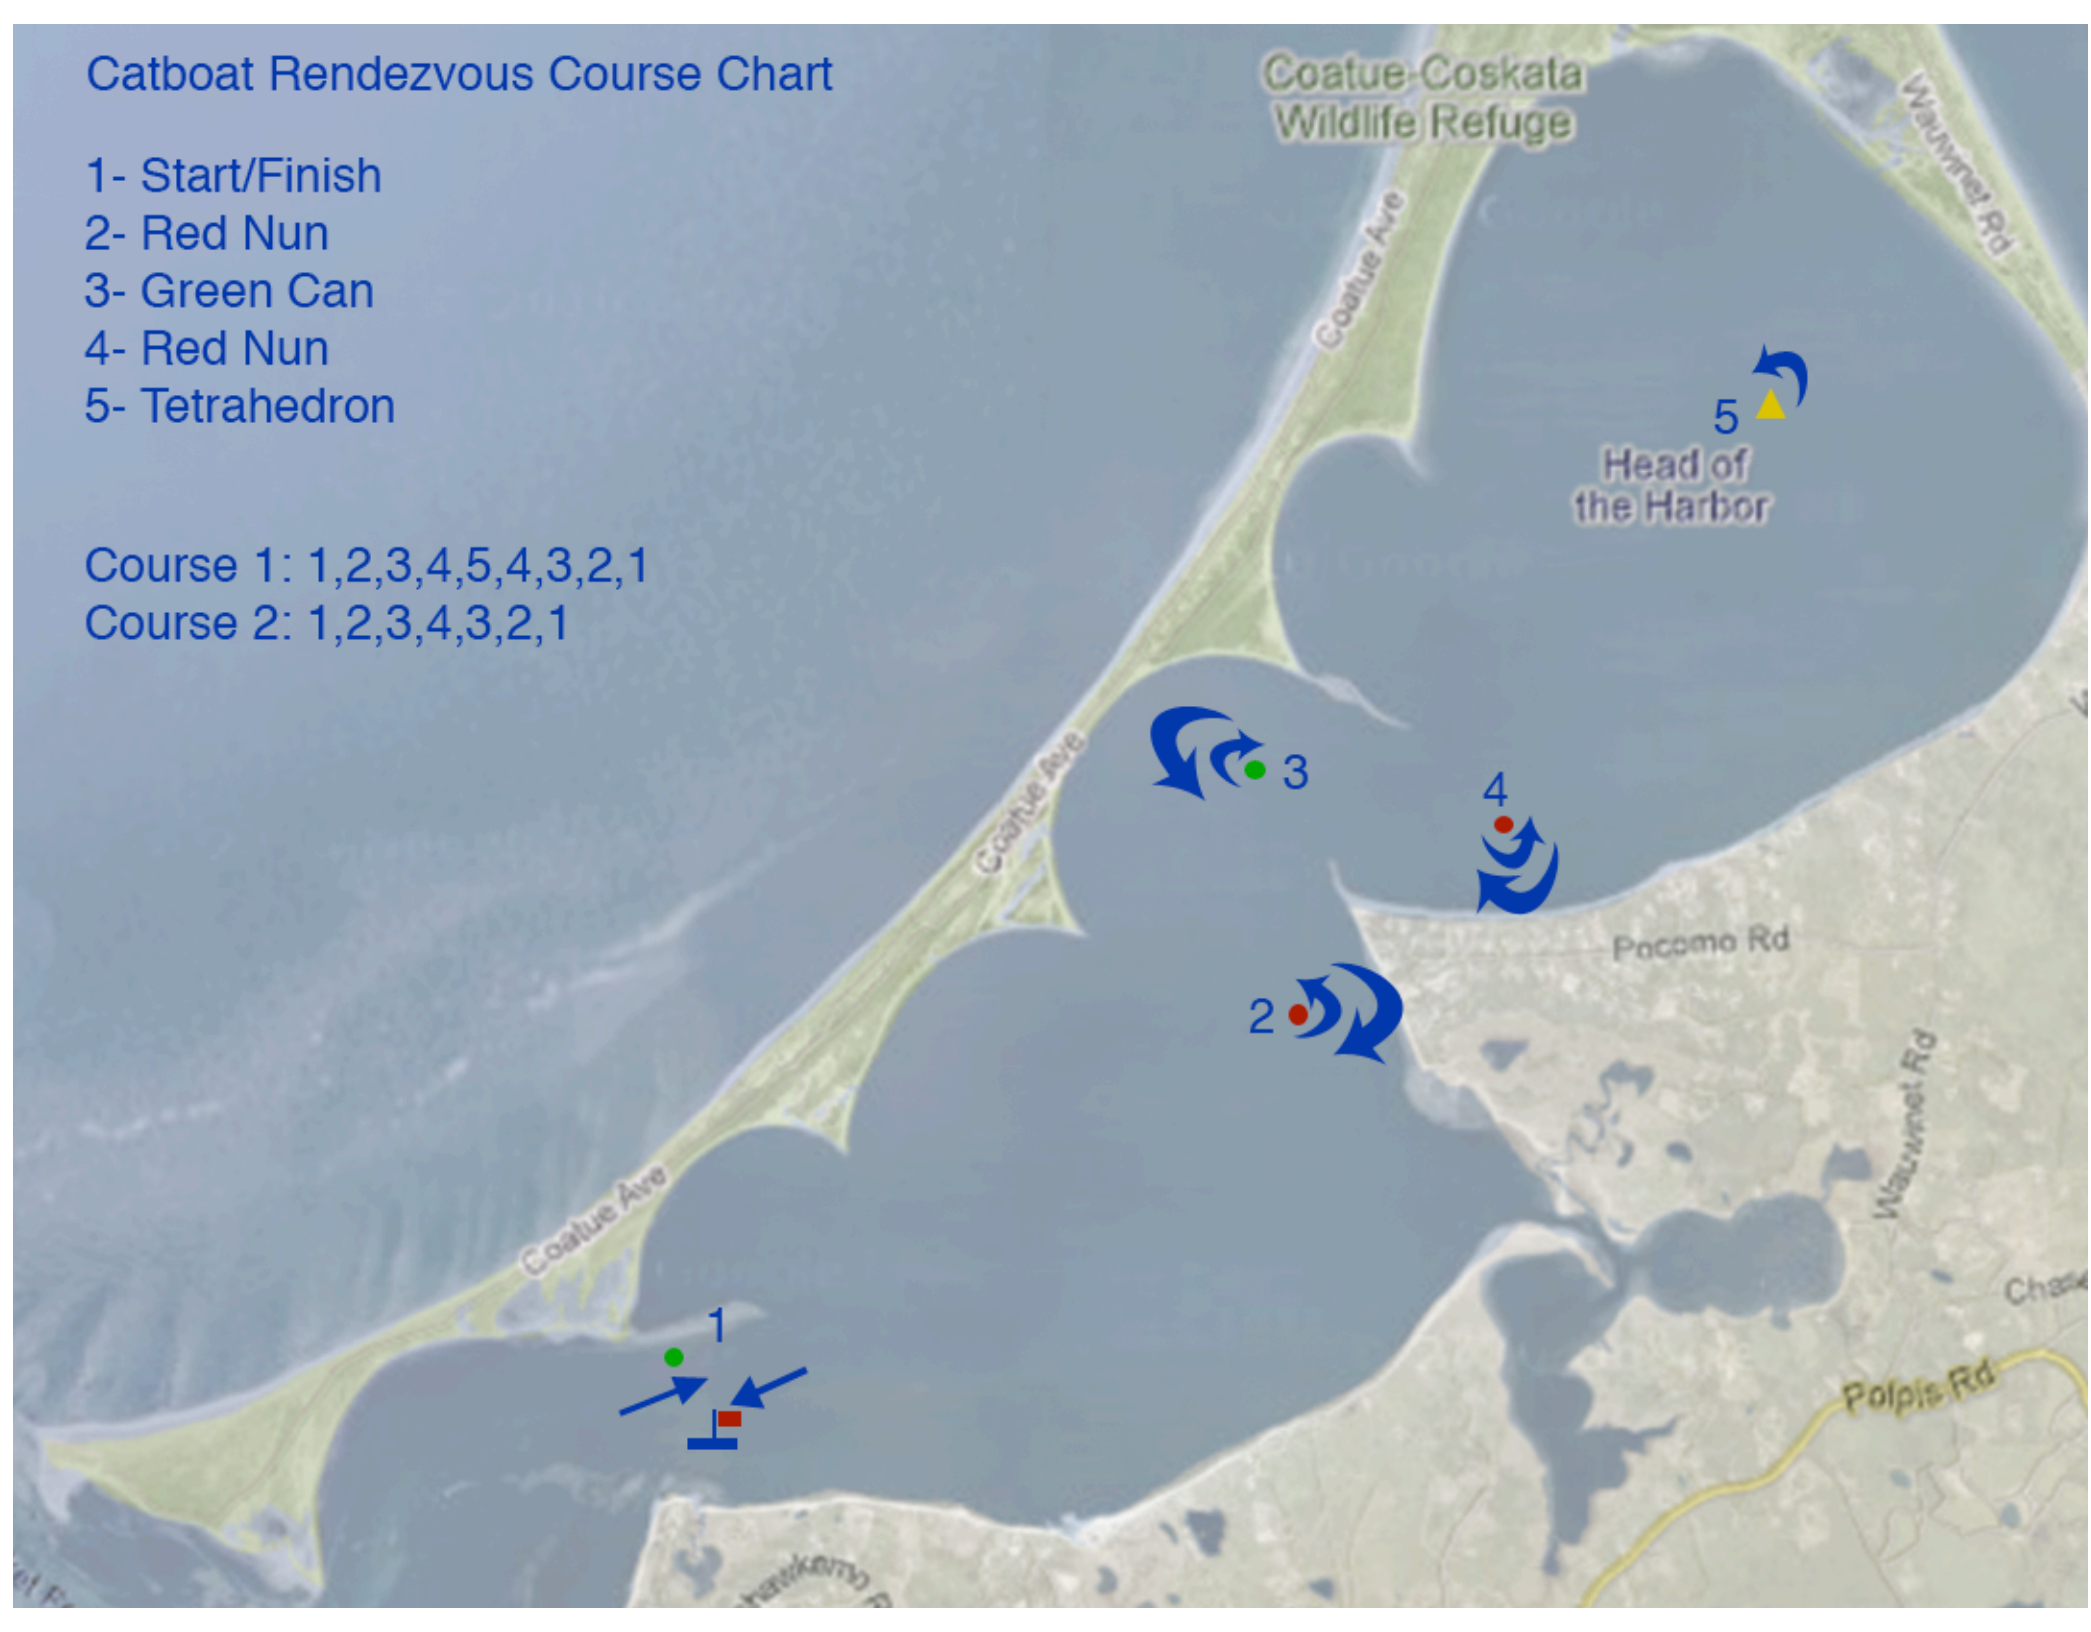 Catboat Rendezvous Course Chart
1- Start/Finish
2- Red Nun
3- Green Can
4- Red Nun
5- Tetrahedron
Course 1: 1,2,3,4,5,4,3,2,1
Course 2: 1,2,3,4,3,2,1
Coatue-Coskata
Wildlife Refuge
Wauwinet Rd
Coatue Ave
5
Head of
the Harbor
Coatue Ave
3
4
Pocomo Rd
2
Wauwinet Rd
Coatue Ave
1
Polpis Rd